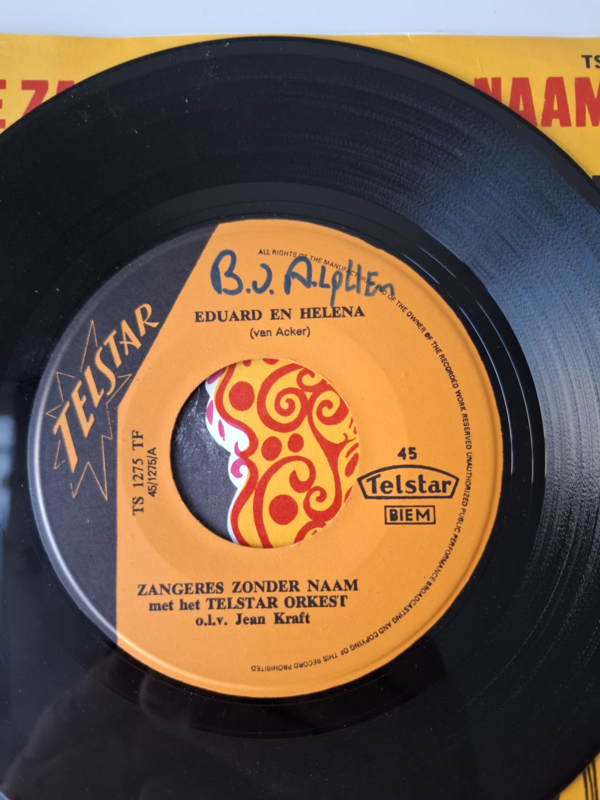 TS
E ZA
NAAM
B.v. Alphen
ALL RIGHTS OF THE MANUFACTURER AND OF THE OWNER OF THE RECORDED WORK RESERVED UNAUTHORIZED PUBLIC PERFORMANCE BROADCASTING AND COPYING OF THIS RECORD PROHIBITED
EDUARD EN HELENA
(van Acker)
TELSTAR
TS 1275 TF
45/1275/A
45
Telstar
BIEM
ZANGERES ZONDER NAAM
met het TELSTAR ORKEST
o.l.v. Jean Kraft